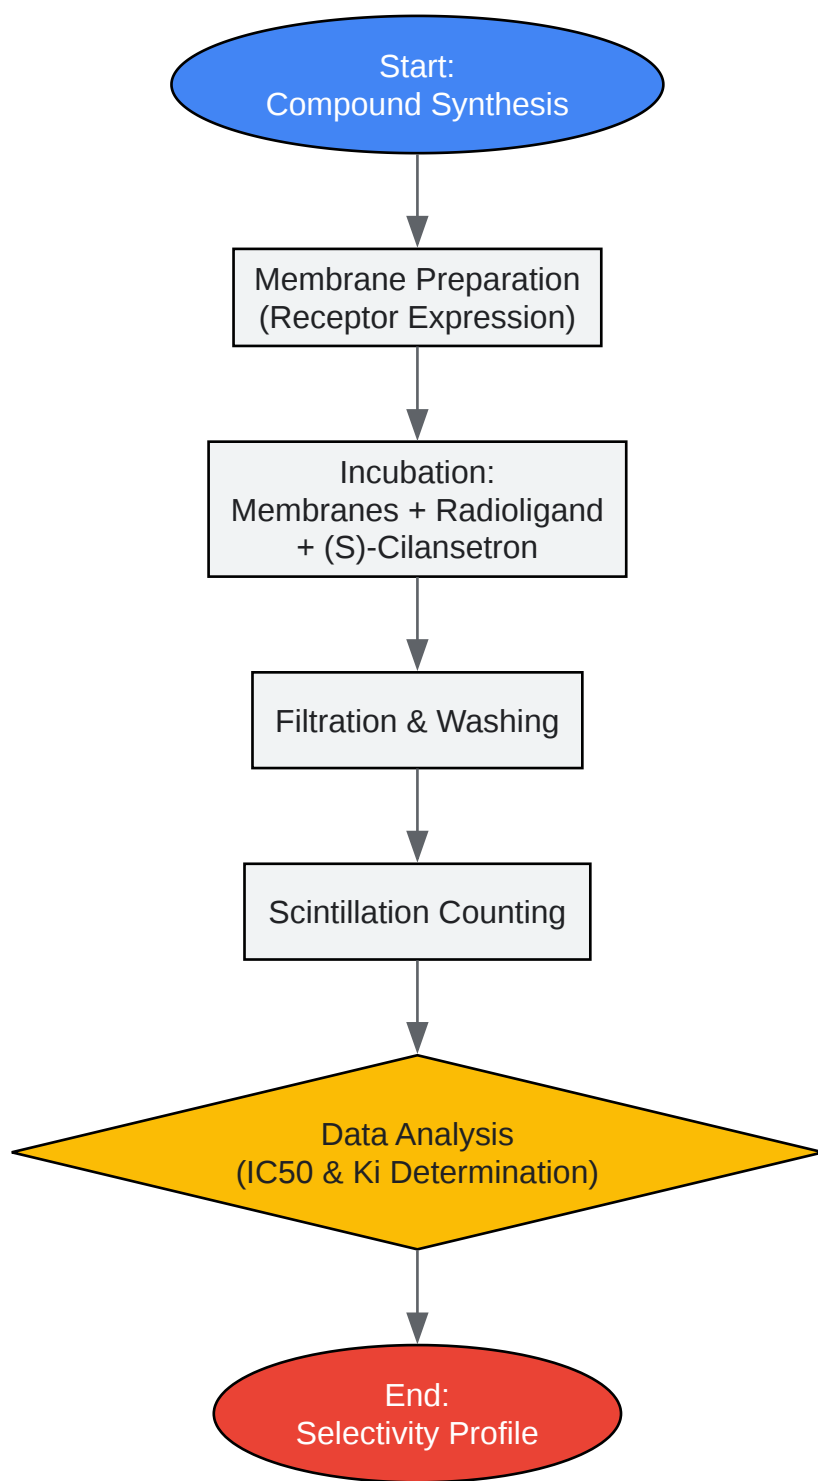 Start:
Compound Synthesis
Membrane Preparation
(Receptor Expression)
Incubation:
Membranes + Radioligand
+ (S)-Cilansetron
Filtration & Washing
Scintillation Counting
Data Analysis
(IC50 & Ki Determination)
End:
Selectivity Profile